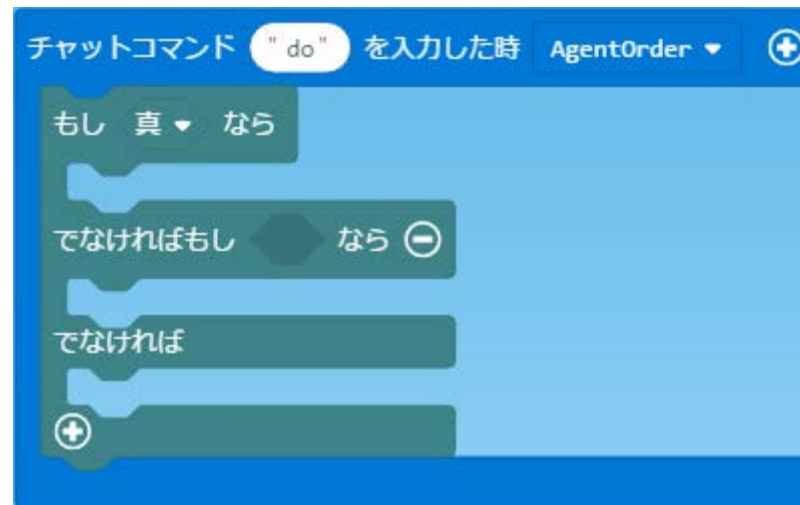 チャットコマンド "do" を入力した時 AgentOrder
もし 真 なら
でなければもし なら
でなければ